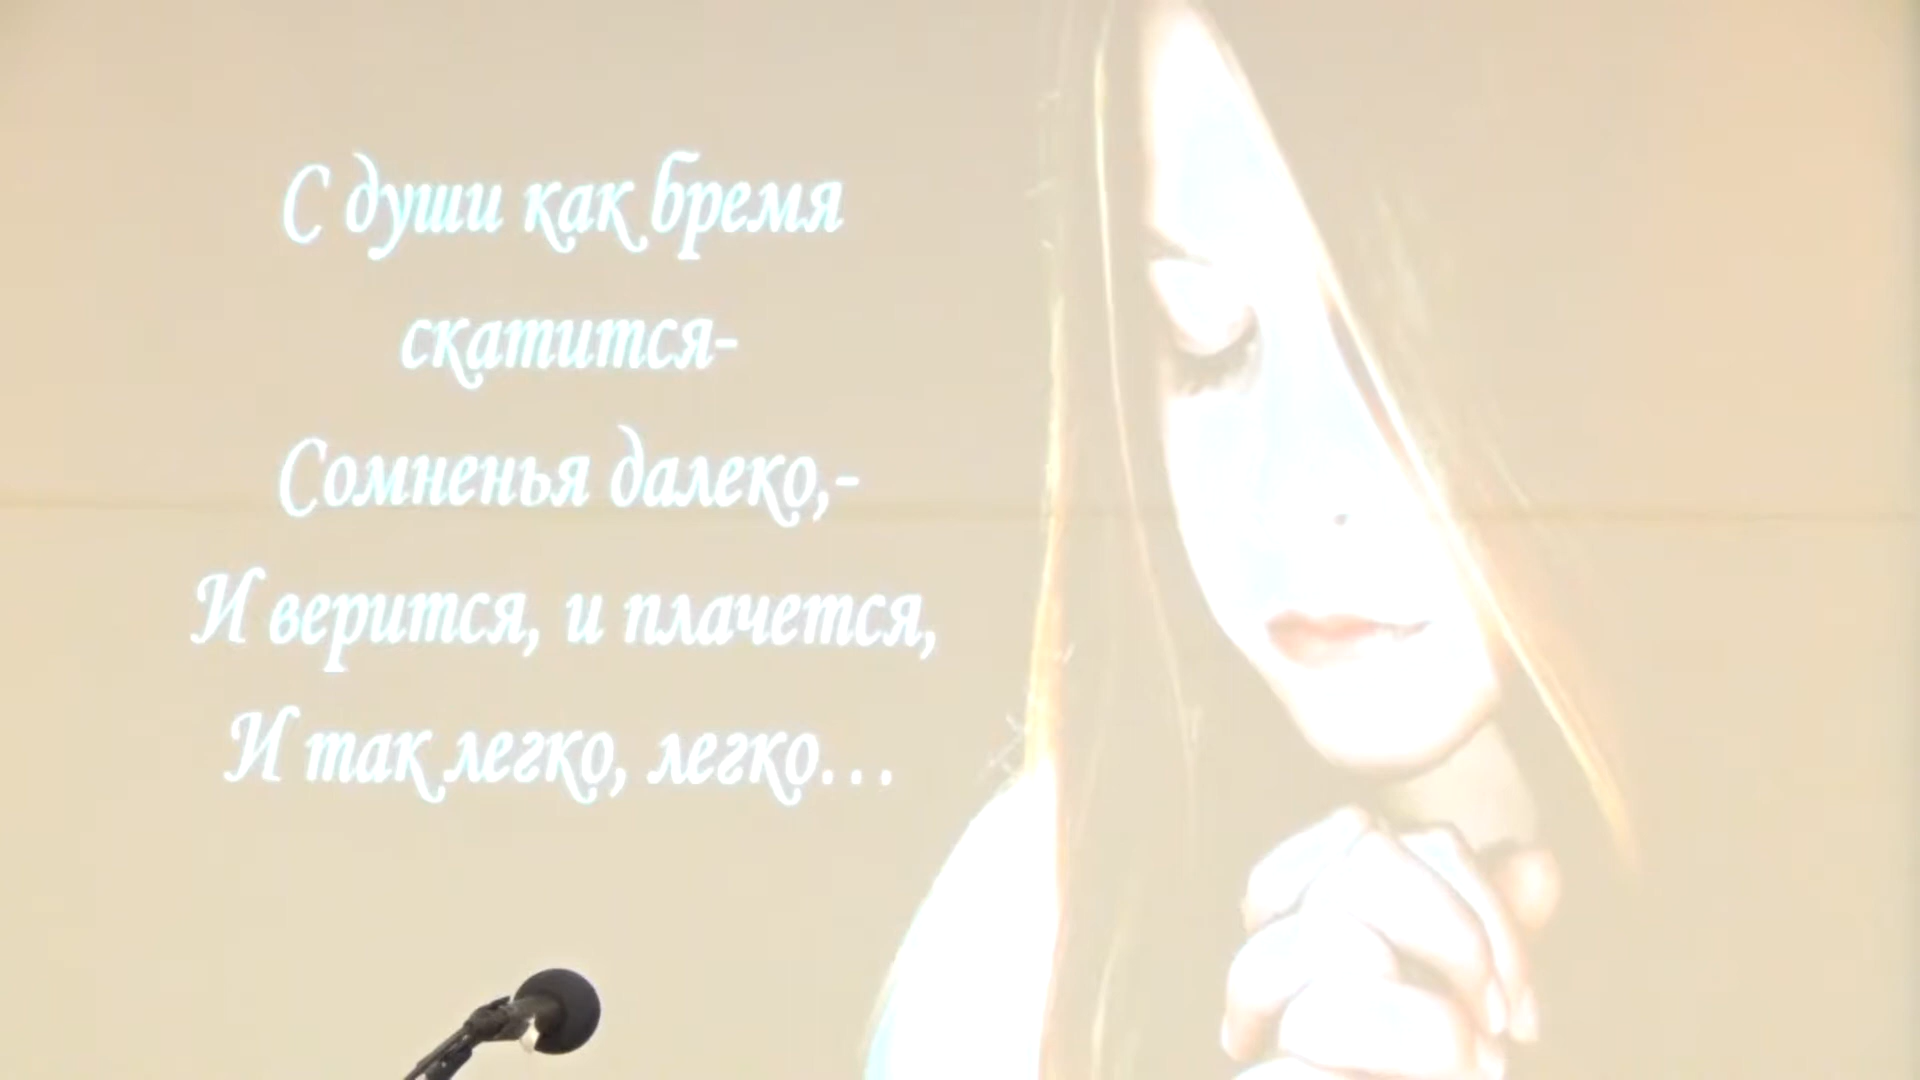 С души как бремя
скатится-
Сомненья далеко,-
И верится, и плачется,
И так легко, легко...